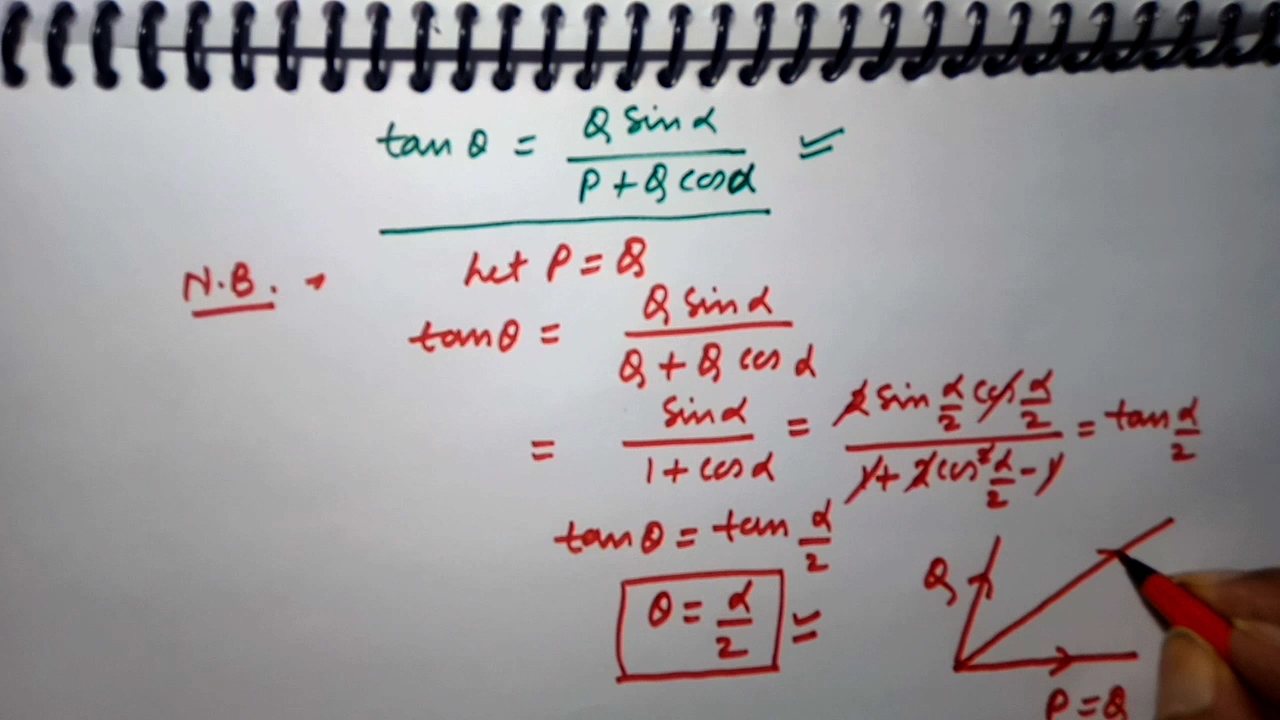 tan θ = Q sin α / P + Q cos α
N.B. → Let P = Q
tan θ = Q sin α / Q + Q cos α
= sin α / 1 + cos α = 2 sin α/2 cos α/2 / 1 + 2 cos² α/2 - 1 = tan α/2
tan θ = tan α/2
θ = α/2
Q
P = Q